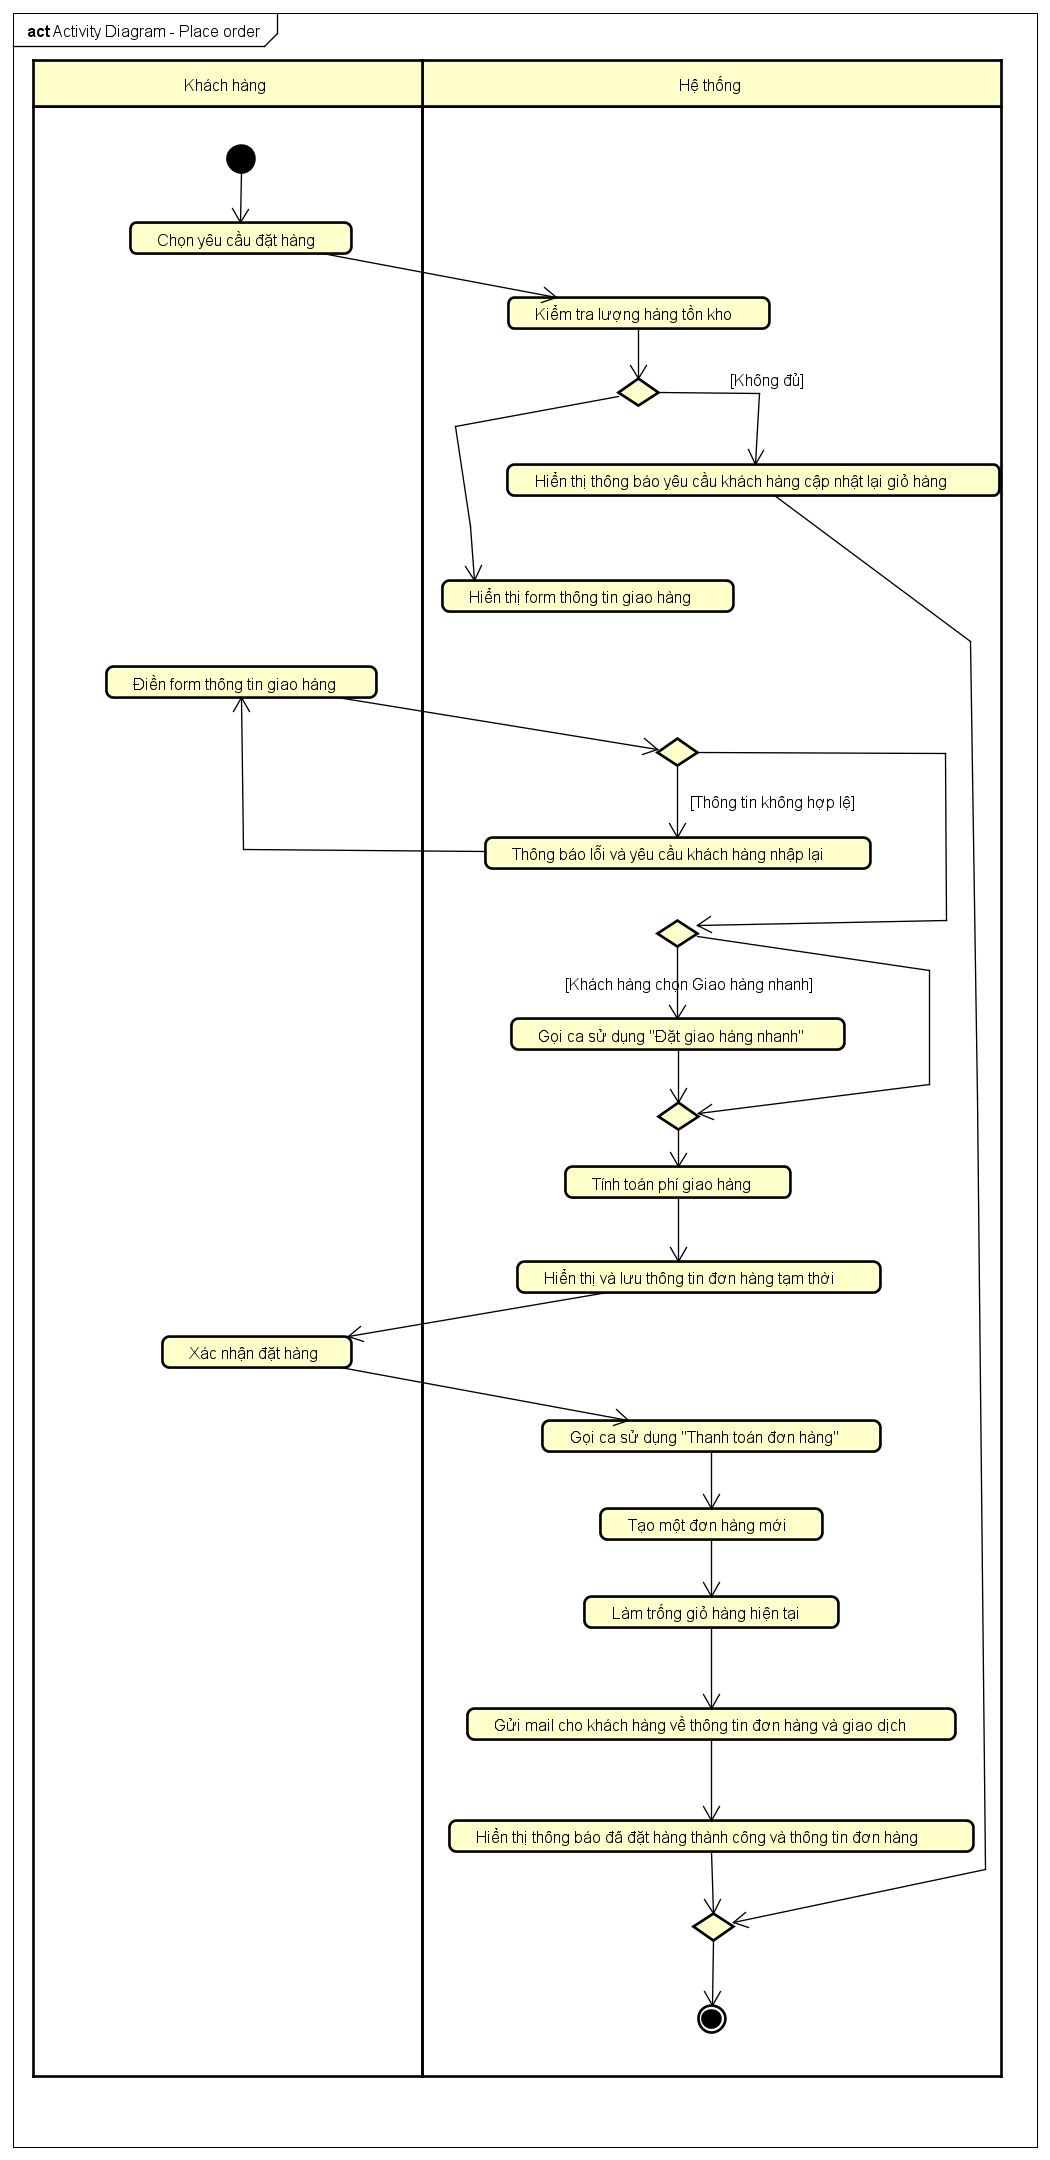 act Activity Diagram - Place order
Khách hàng
Hệ thống
Chọn yêu cầu đặt hàng
Kiểm tra lượng hàng tồn kho
[Không đủ]
Hiển thị thông báo yêu cầu khách hàng cập nhật lại giỏ hàng
Hiển thị form thông tin giao hàng
Điền form thông tin giao hàng
[Thông tin không hợp lệ]
Thông báo lỗi và yêu cầu khách hàng nhập lại
[Khách hàng chọn Giao hàng nhanh]
Gọi ca sử dụng "Đặt giao hàng nhanh"
Tính toán phí giao hàng
Hiển thị và lưu thông tin đơn hàng tạm thời
Xác nhận đặt hàng
Gọi ca sử dụng "Thanh toán đơn hàng"
Tạo một đơn hàng mới
Làm trống giỏ hàng hiện tại
Gửi mail cho khách hàng về thông tin đơn hàng và giao dịch
Hiển thị thông báo đã đặt hàng thành công và thông tin đơn hàng